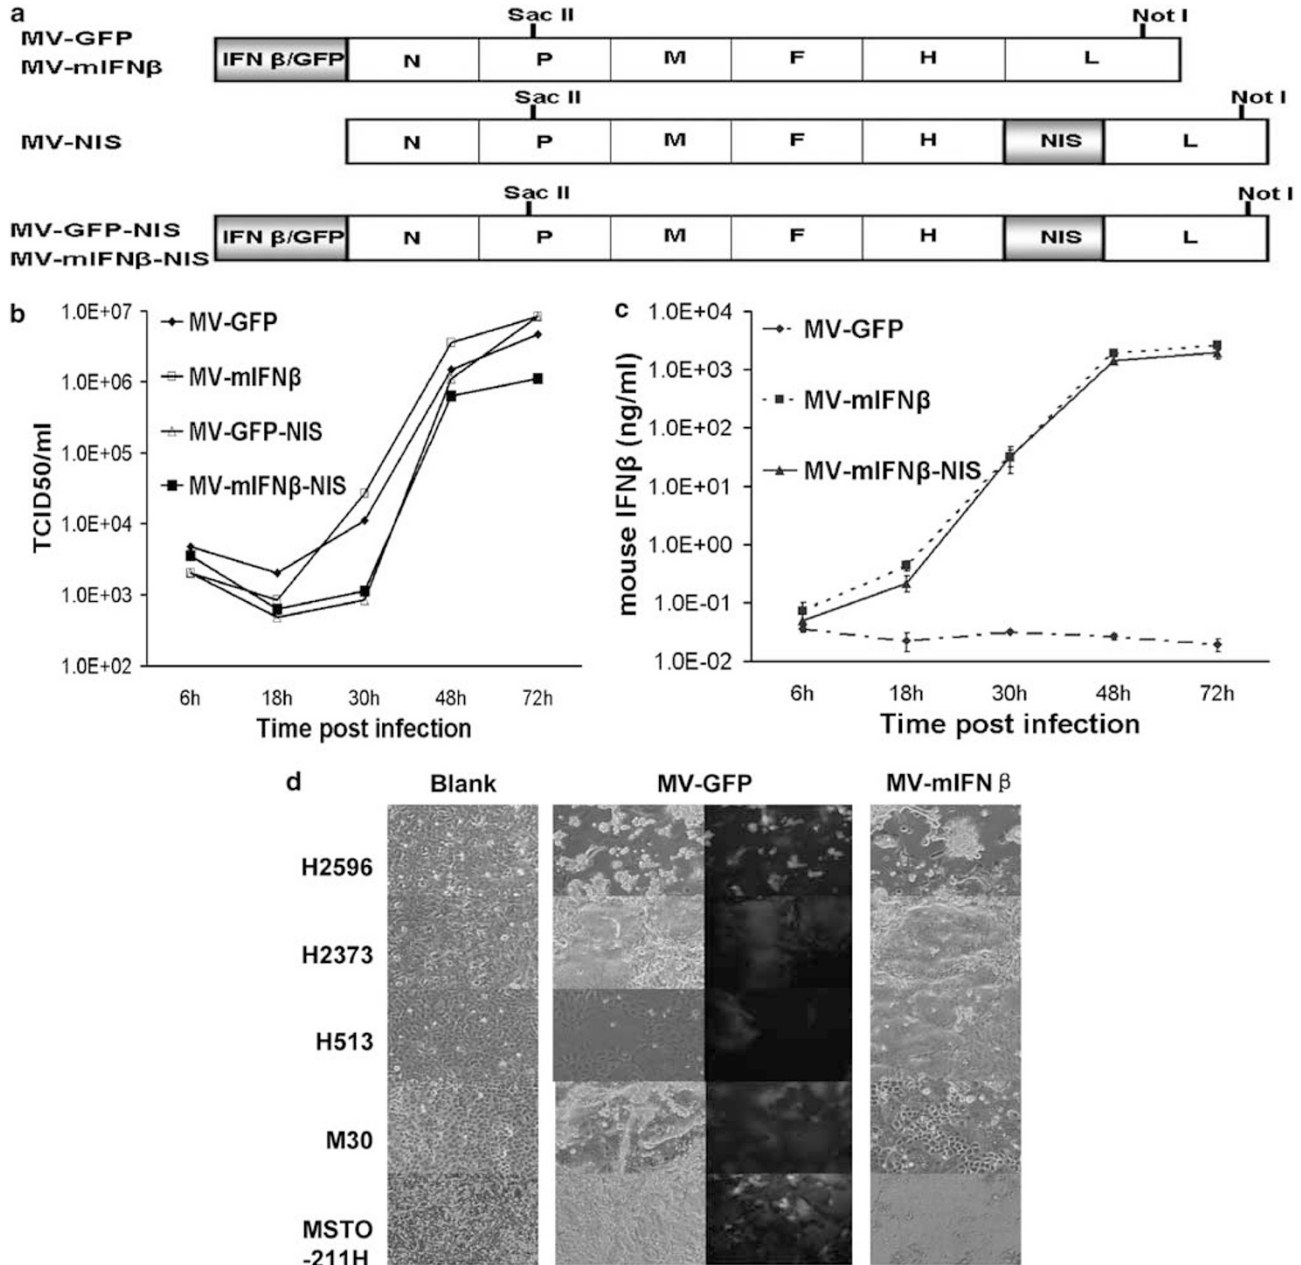 a
Sac II
Not I
MV-GFP
MV-mIFNβ
IFN β/GFP N P M F H L
Sac II
Not I
MV-NIS
N P M F H NIS L
Sac II
Not I
MV-GFP-NIS
MV-mIFNβ-NIS
IFN β/GFP N P M F H NIS L
b
TCID50/ml
1.0E+07
1.0E+06
1.0E+05
1.0E+04
1.0E+03
1.0E+02
MV-GFP
MV-mIFNβ
MV-GFP-NIS
MV-mIFNβ-NIS
6h 18h 30h 48h 72h
Time post infection
c
mouse IFNβ (ng/ml)
1.0E+04
1.0E+03
1.0E+02
1.0E+01
1.0E+00
1.0E-01
1.0E-02
MV-GFP
MV-mIFNβ
MV-mIFNβ-NIS
6h 18h 30h 48h 72h
Time post infection
d
Blank MV-GFP MV-mIFN β
H2596
H2373
H513
M30
MSTO
-211H